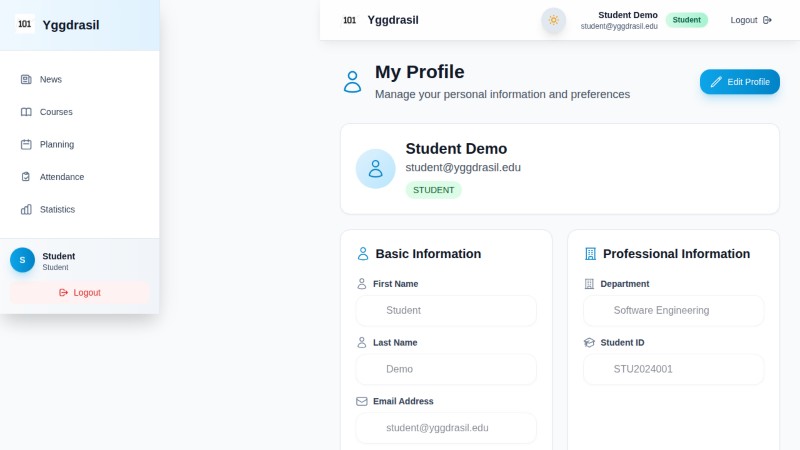 101 Yggdrasil
News
Courses
Planning
Attendance
Statistics
S
Student
Student
Logout
101 Yggdrasil
Student Demo
student@yggdrasil.edu
Student
Logout
My Profile
Manage your personal information and preferences
Edit Profile
Student Demo
student@yggdrasil.edu
STUDENT
Basic Information
First Name
Student
Last Name
Demo
Email Address
student@yggdrasil.edu
Professional Information
Department
Software Engineering
Student ID
STU2024001